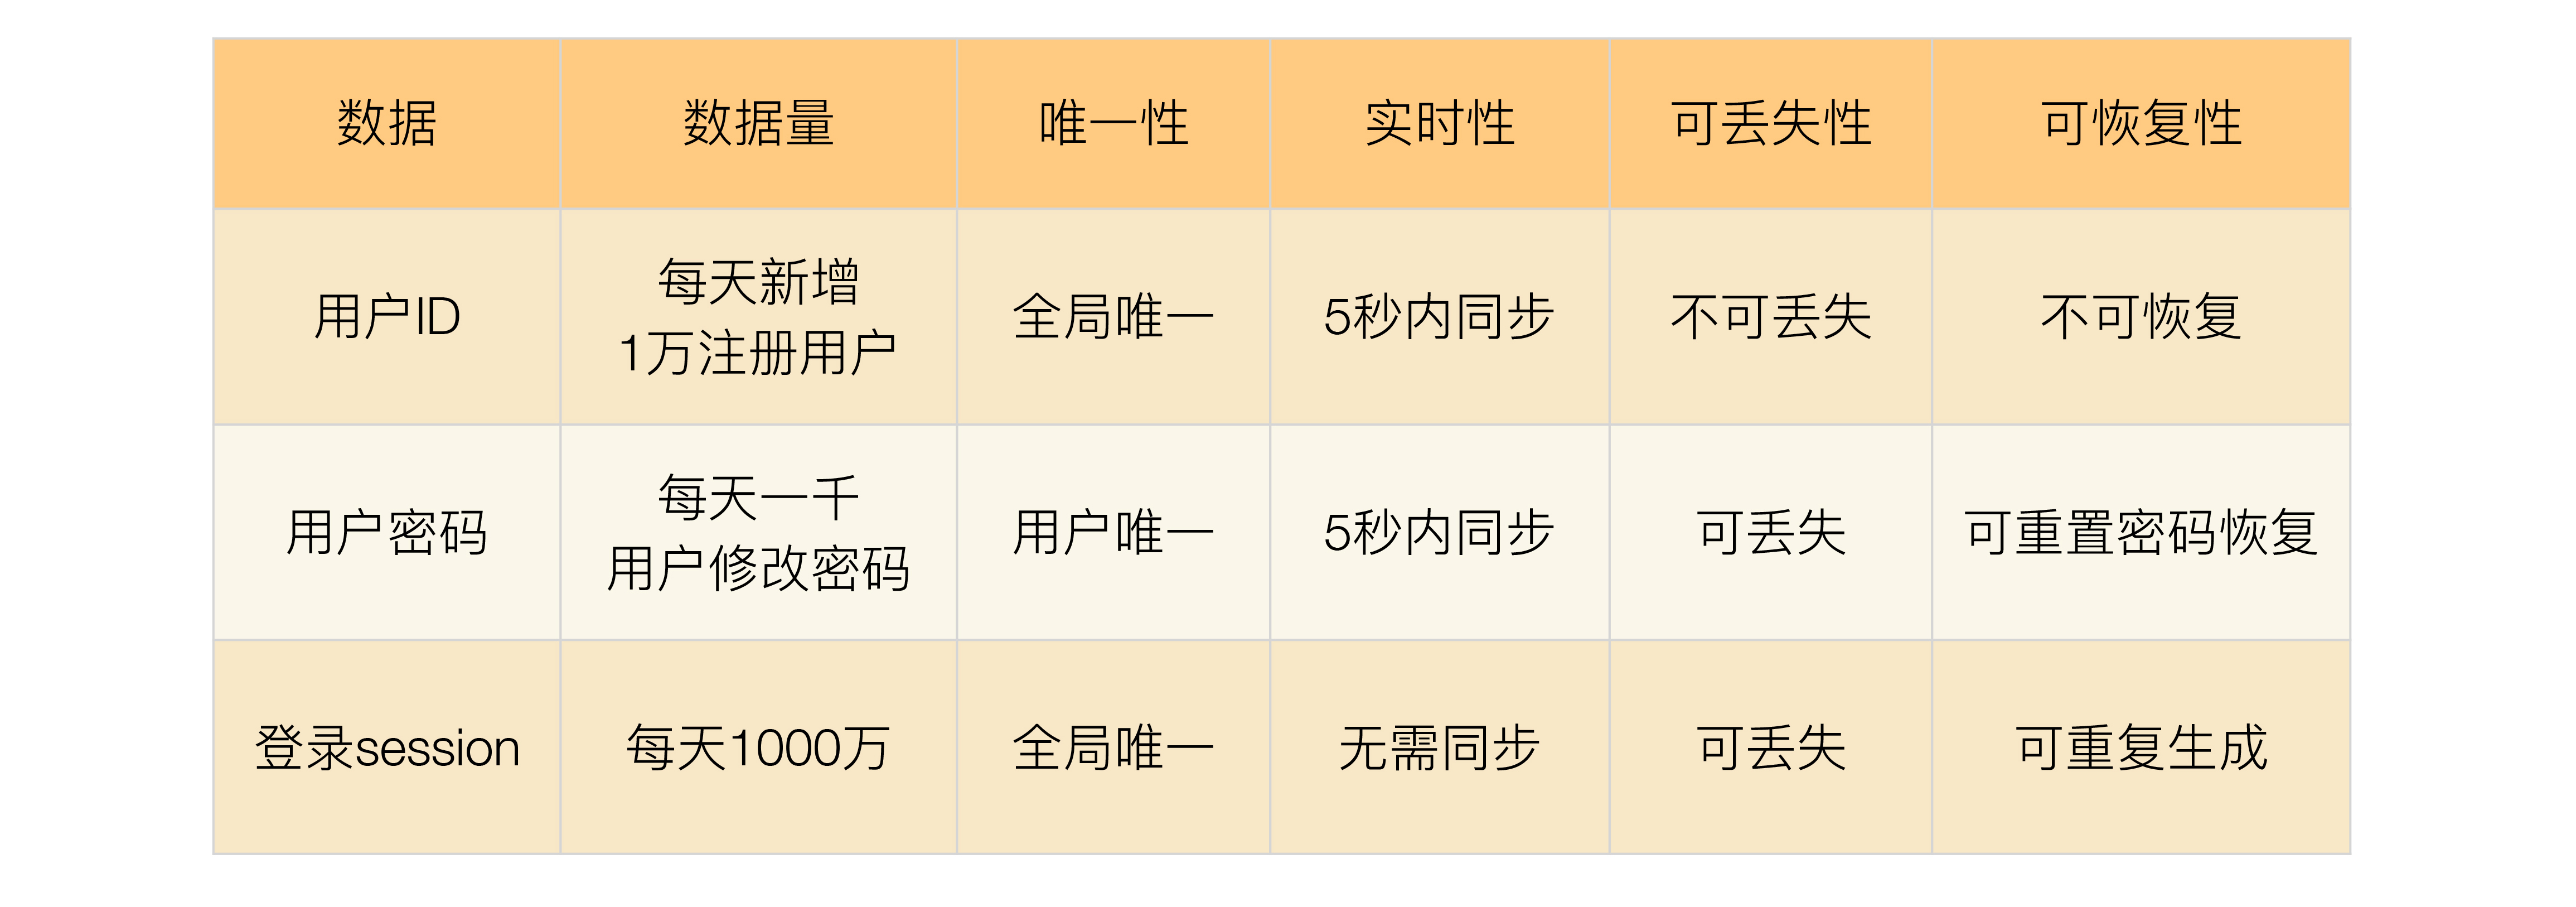 数据 数据量 唯一性 实时性 可丢失性 可恢复性
用户ID 每天新增 全局唯一 5秒内同步 不可丢失 不可恢复
1万注册用户
用户密码 每天一千 用户唯一 5秒内同步 可丢失 可重置密码恢复
用户修改密码
登录session 每天1000万 全局唯一 无需同步 可丢失 可重复生成